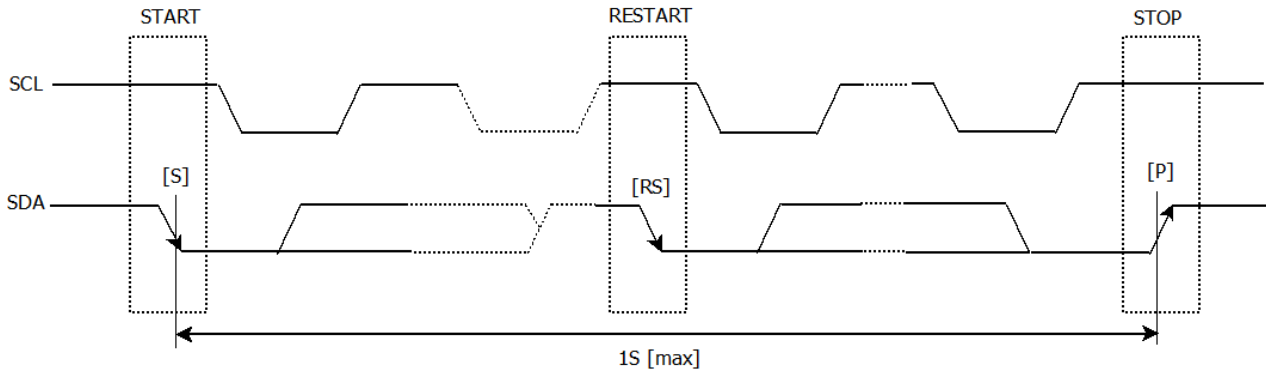 START
RESTART
STOP
SCL
[S]
[RS]
[P]
SDA
1S [max]